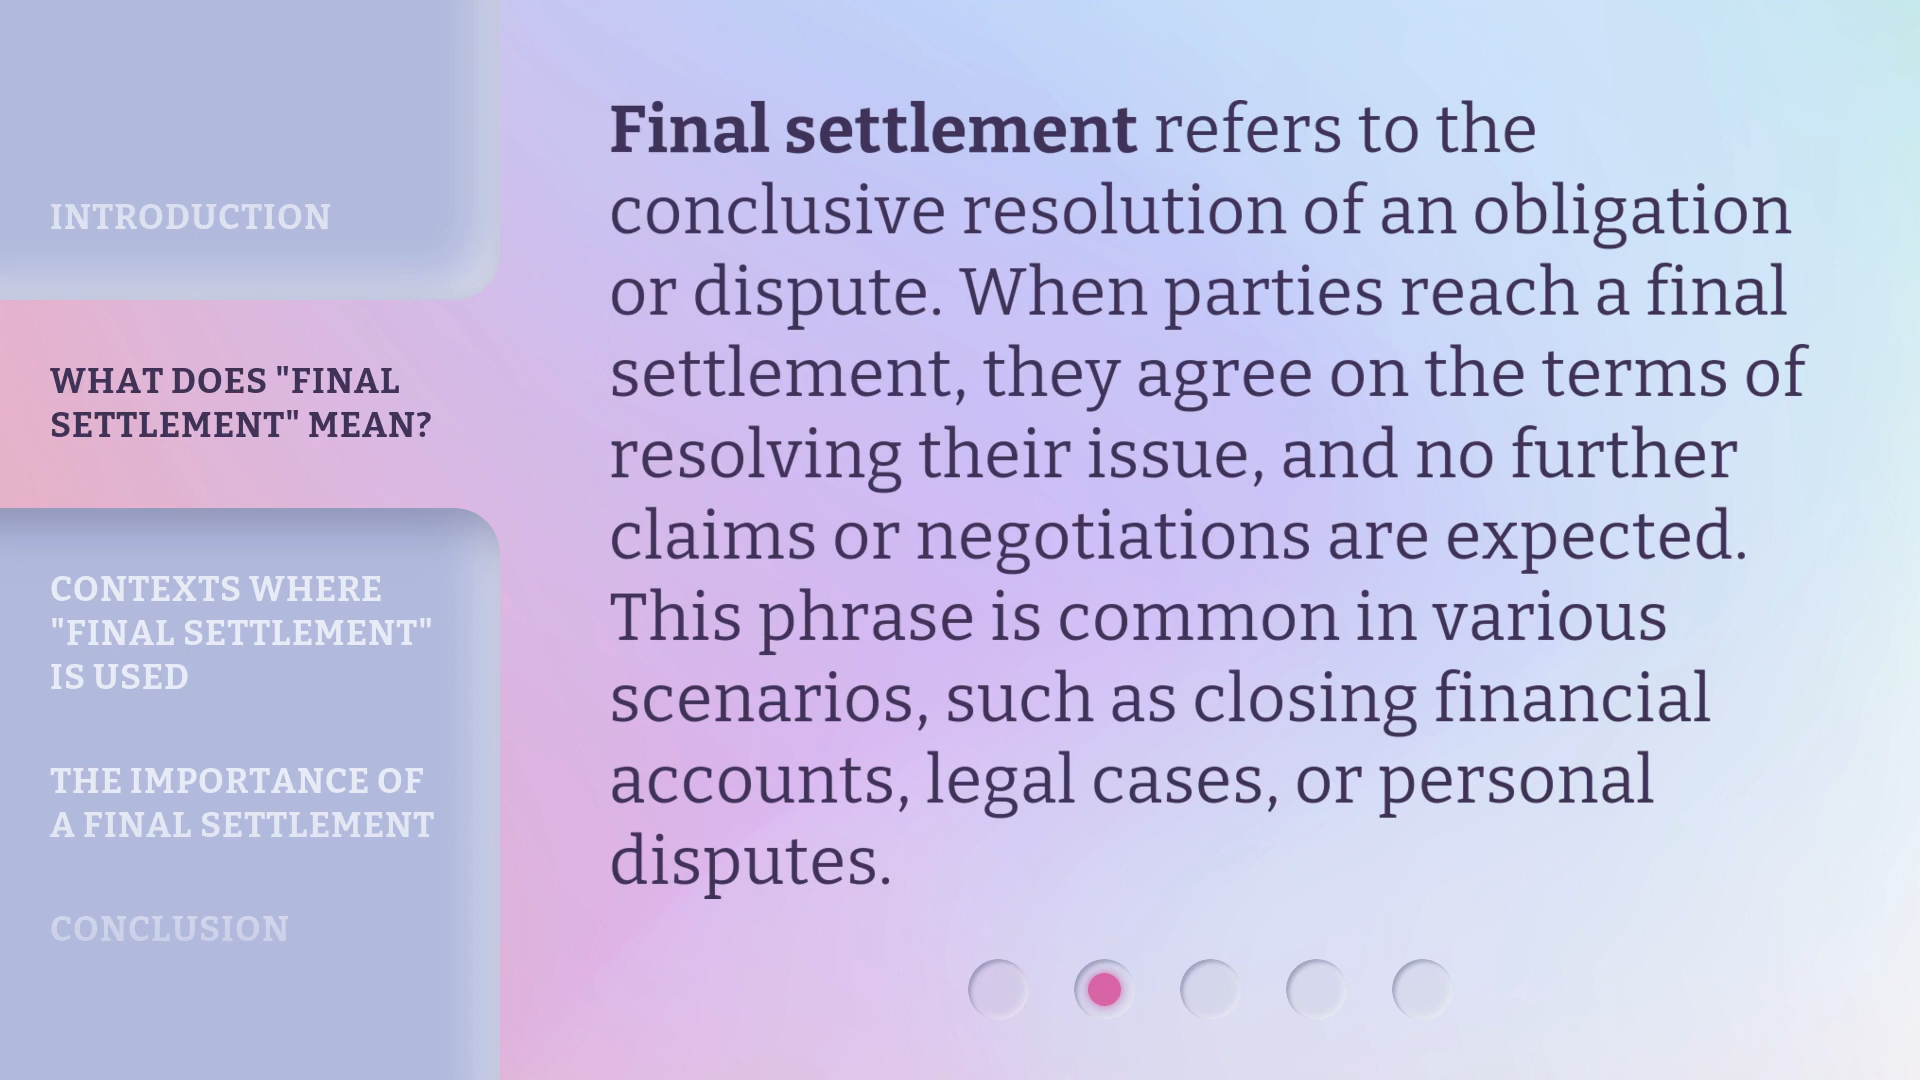 INTRODUCTION
WHAT DOES "FINAL
SETTLEMENT" MEAN?
CONTEXTS WHERE
"FINAL SETTLEMENT"
IS USED
THE IMPORTANCE OF
A FINAL SETTLEMENT
CONCLUSION
Final settlement refers to the
conclusive resolution of an obligation
or dispute. When parties reach a final
settlement, they agree on the terms of
resolving their issue, and no further
claims or negotiations are expected.
This phrase is common in various
scenarios, such as closing financial
accounts, legal cases, or personal
disputes.